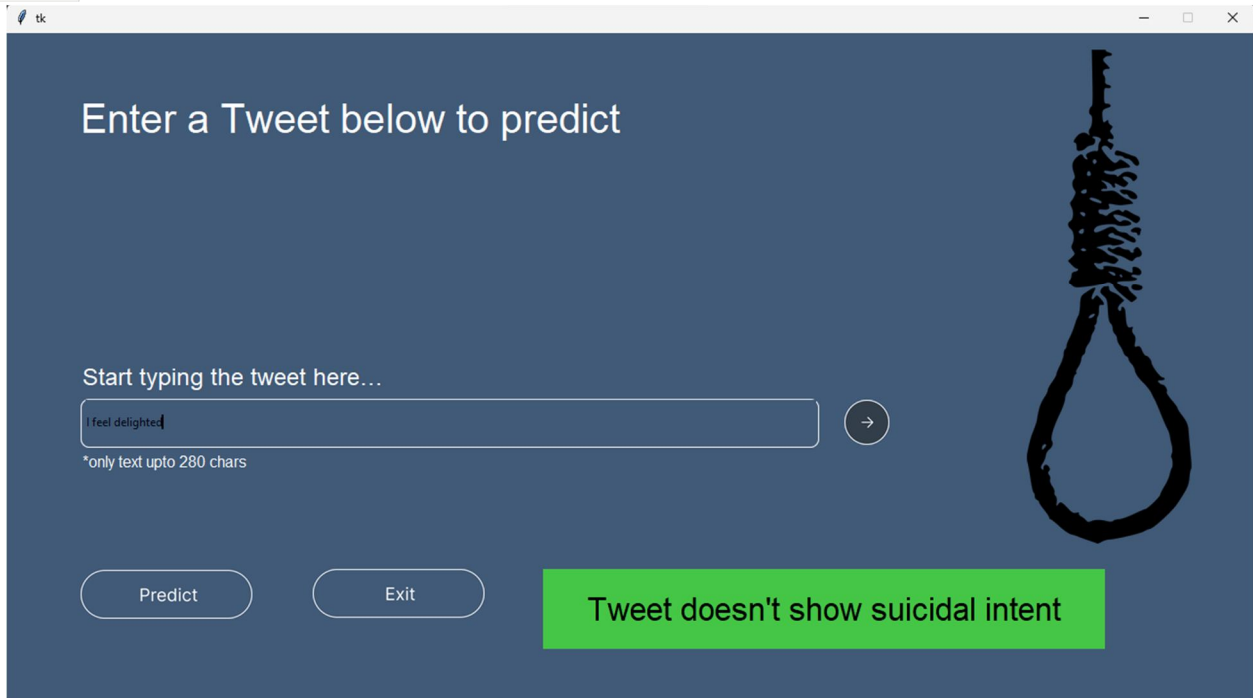 tk
Enter a Tweet below to predict
Start typing the tweet here...
I feel delighted
*only text upto 280 chars
Predict
Exit
Tweet doesn't show suicidal intent